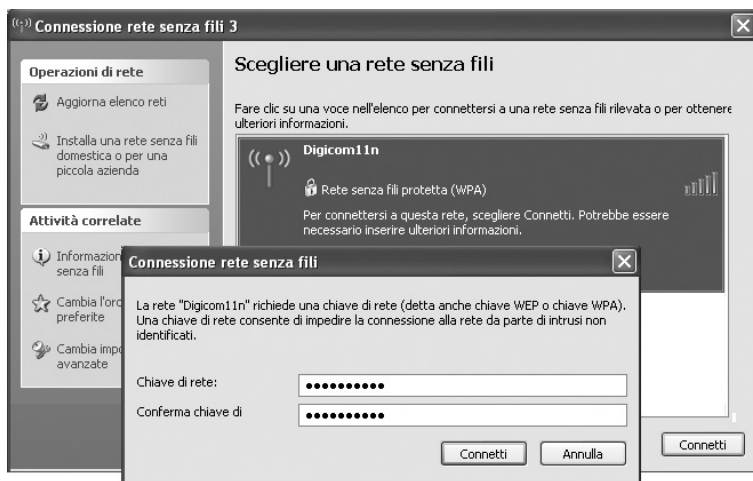 Connessione rete senza fili 3
Operazioni di rete
Aggiorna elenco reti
Installa una rete senza fili
domestica o per una
piccola azienda
Attività correlate
Informazion
senza fili
Cambia l'ord
preferite
Cambia impo
avanzate
Scegliere una rete senza fili
Fare clic su una voce nell'elenco per connettersi a una rete senza fili rilevata o per ottenere
ulteriori informazioni.
Digicom11n
Rete senza fili protetta (WPA)
Per connettersi a questa rete, scegliere Connetti. Potrebbe essere
necessario inserire ulteriori informazioni.
Connessione rete senza fili
La rete "Digicom11n" richiede una chiave di rete (detta anche chiave WEP o chiave WPA).
Una chiave di rete consente di impedire la connessione alla rete da parte di intrusi non
identificati.
Chiave di rete: ••••••••••
Conferma chiave di ••••••••••
Connetti Annulla
Connetti